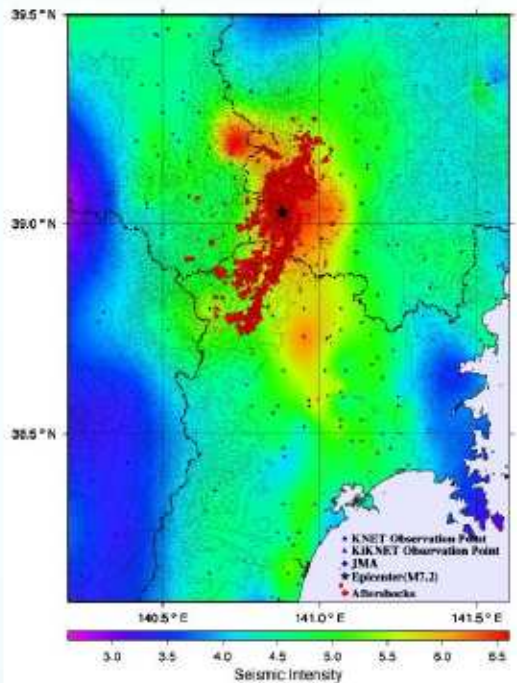 39.5°N
39.0°N
38.5°N
140.5°E 141.0°E 141.5°E
KNET Observation Point
KiKNET Observation Point
JMA
Epicenter(M7.2)
Aftershocks
3.0 3.5 4.0 4.5 5.0 5.5 6.0 6.5
Seismic Intensity